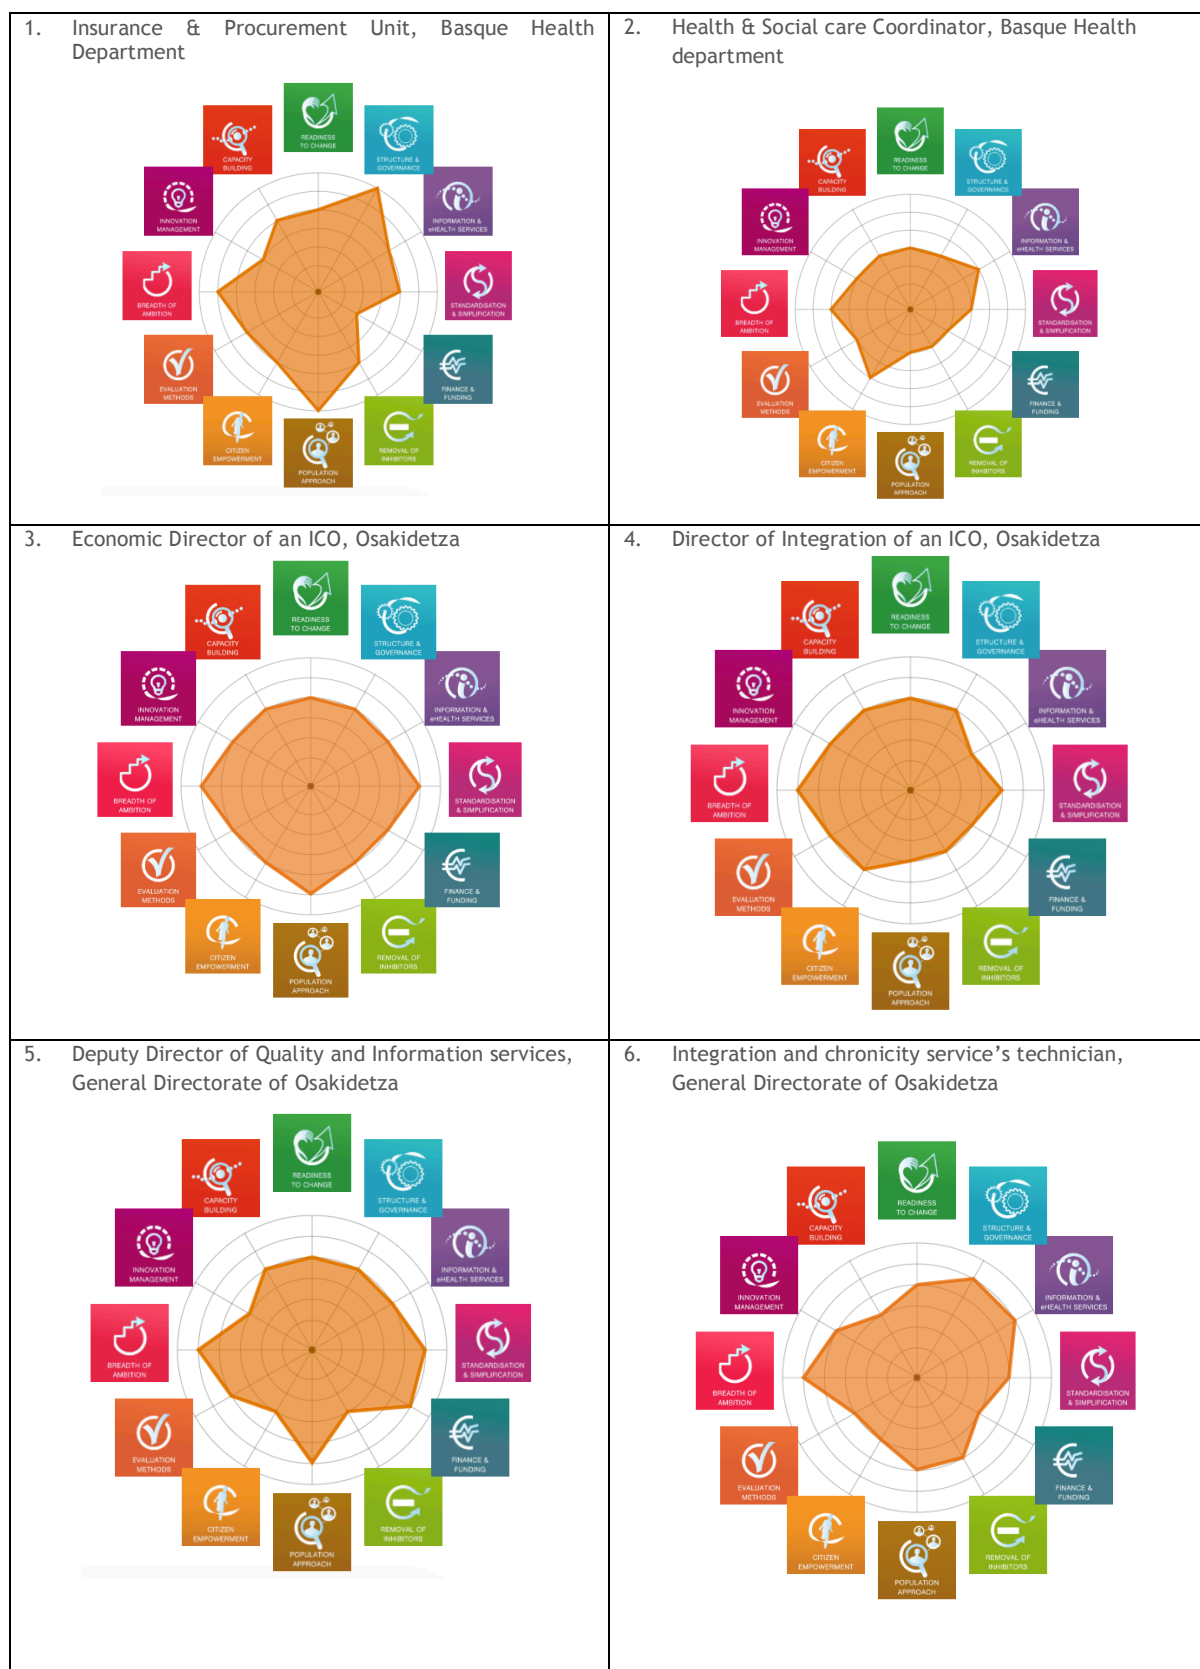 1. Insurance & Procurement Unit, Basque Health
Department
READINESS
TO CHANGE
STRUCTURE &
GOVERNANCE
INFORMATION &
eHEALTH SERVICES
STANDARDISATION
& SIMPLIFICATION
FINANCE &
FUNDING
REMOVAL OF
INHIBITORS
POPULATION
APPROACH
CITIZEN
EMPOWERMENT
EVALUATION
METHODS
BREADTH OF
AMBITION
INNOVATION
MANAGEMENT
CAPACITY
BUILDING
2. Health & Social care Coordinator, Basque Health
department
READINESS
TO CHANGE
STRUCTURE &
GOVERNANCE
INFORMATION &
eHEALTH SERVICES
STANDARDISATION
& SIMPLIFICATION
FINANCE &
FUNDING
REMOVAL OF
INHIBITORS
POPULATION
APPROACH
CITIZEN
EMPOWERMENT
EVALUATION
METHODS
BREADTH OF
AMBITION
INNOVATION
MANAGEMENT
CAPACITY
BUILDING
3. Economic Director of an ICO, Osakidetza
READINESS
TO CHANGE
STRUCTURE &
GOVERNANCE
INFORMATION &
eHEALTH SERVICES
STANDARDISATION
& SIMPLIFICATION
FINANCE &
FUNDING
REMOVAL OF
INHIBITORS
POPULATION
APPROACH
CITIZEN
EMPOWERMENT
EVALUATION
METHODS
BREADTH OF
AMBITION
INNOVATION
MANAGEMENT
CAPACITY
BUILDING
4. Director of Integration of an ICO, Osakidetza
READINESS
TO CHANGE
STRUCTURE &
GOVERNANCE
INFORMATION &
eHEALTH SERVICES
STANDARDISATION
& SIMPLIFICATION
FINANCE &
FUNDING
REMOVAL OF
INHIBITORS
POPULATION
APPROACH
CITIZEN
EMPOWERMENT
EVALUATION
METHODS
BREADTH OF
AMBITION
INNOVATION
MANAGEMENT
CAPACITY
BUILDING
5. Deputy Director of Quality and Information services,
General Directorate of Osakidetza
READINESS
TO CHANGE
STRUCTURE &
GOVERNANCE
INFORMATION &
eHEALTH SERVICES
STANDARDISATION
& SIMPLIFICATION
FINANCE &
FUNDING
REMOVAL OF
INHIBITORS
POPULATION
APPROACH
CITIZEN
EMPOWERMENT
EVALUATION
METHODS
BREADTH OF
AMBITION
INNOVATION
MANAGEMENT
CAPACITY
BUILDING
6. Integration and chronicity service’s technician,
General Directorate of Osakidetza
READINESS
TO CHANGE
STRUCTURE &
GOVERNANCE
INFORMATION &
eHEALTH SERVICES
STANDARDISATION
& SIMPLIFICATION
FINANCE &
FUNDING
REMOVAL OF
INHIBITORS
POPULATION
APPROACH
CITIZEN
EMPOWERMENT
EVALUATION
METHODS
BREADTH OF
AMBITION
INNOVATION
MANAGEMENT
CAPACITY
BUILDING